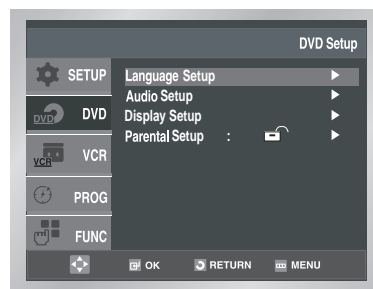 DVD Setup
SETUP
Language Setup
Audio Setup
DVD DVD
Display Setup
Parental Setup :
VCR VCR
PROG
FUNC
OK RETURN MENU